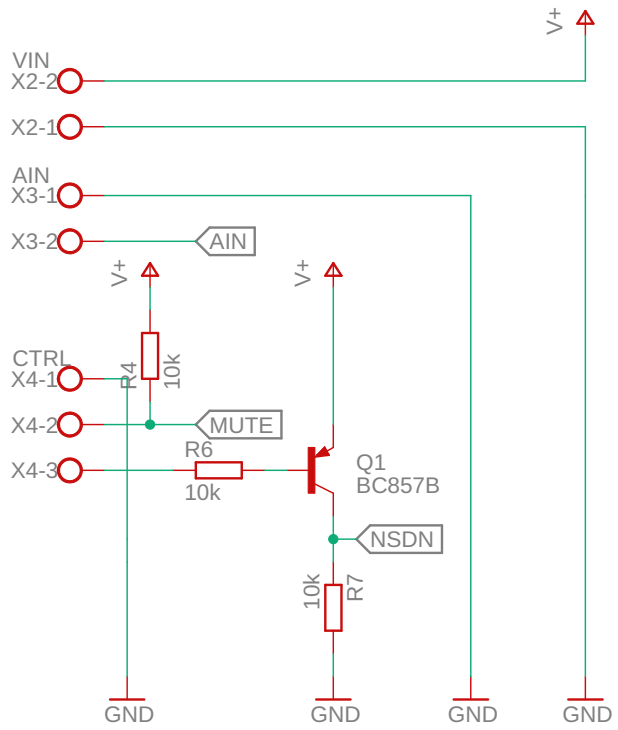 V+
VIN
X2-2
X2-1
AIN
X3-1
X3-2
AIN
V+
V+
CTRL
X4-1
R4
10k
X4-2
MUTE
R6
X4-3
10k
Q1
BC857B
NSDN
10k
R7
GND
GND
GND
GND